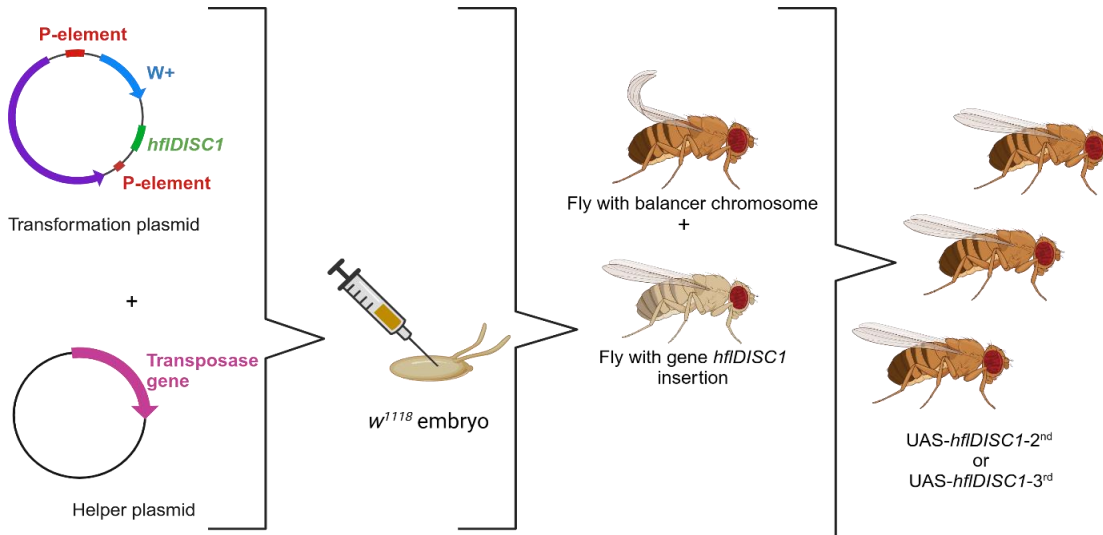 P-element
W+
hflDISC1
P-element
Transformation plasmid
+
Transposase
gene
Helper plasmid
w¹¹¹⁸ embryo
Fly with balancer chromosome
+
Fly with gene hflDISC1
insertion
UAS-hflDISC1-2ⁿᵈ
or
UAS-hflDISC1-3ʳᵈ